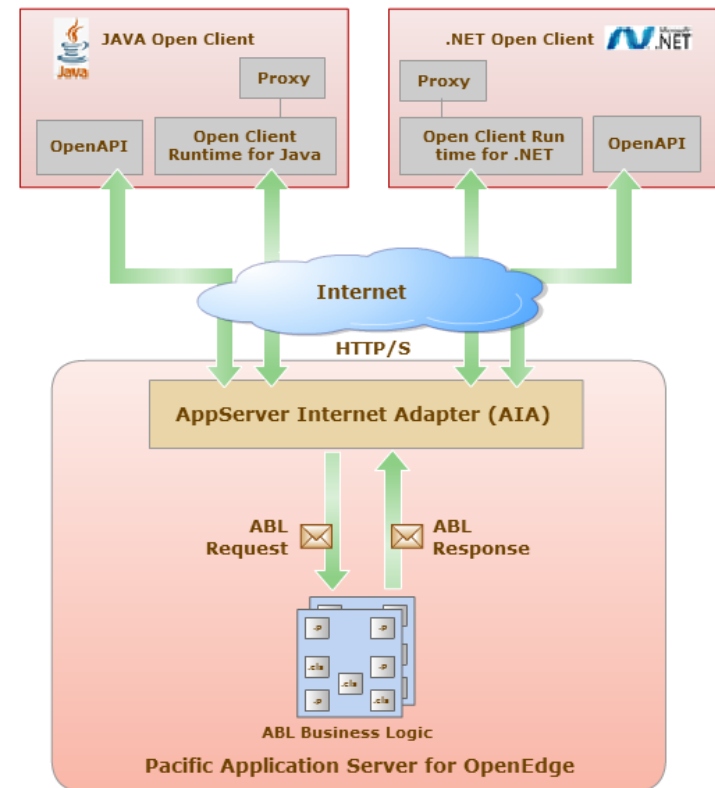 JAVA Open Client
Java
Proxy
OpenAPI
Open Client
Runtime for Java
.NET Open Client
Microsoft
.NET
Proxy
Open Client Run
time for .NET
OpenAPI
Internet
HTTP/S
AppServer Internet Adapter (AIA)
ABL
Request
ABL
Response
.p
.p
.cls
.p
.cls
.p
.cls
ABL Business Logic
Pacific Application Server for OpenEdge